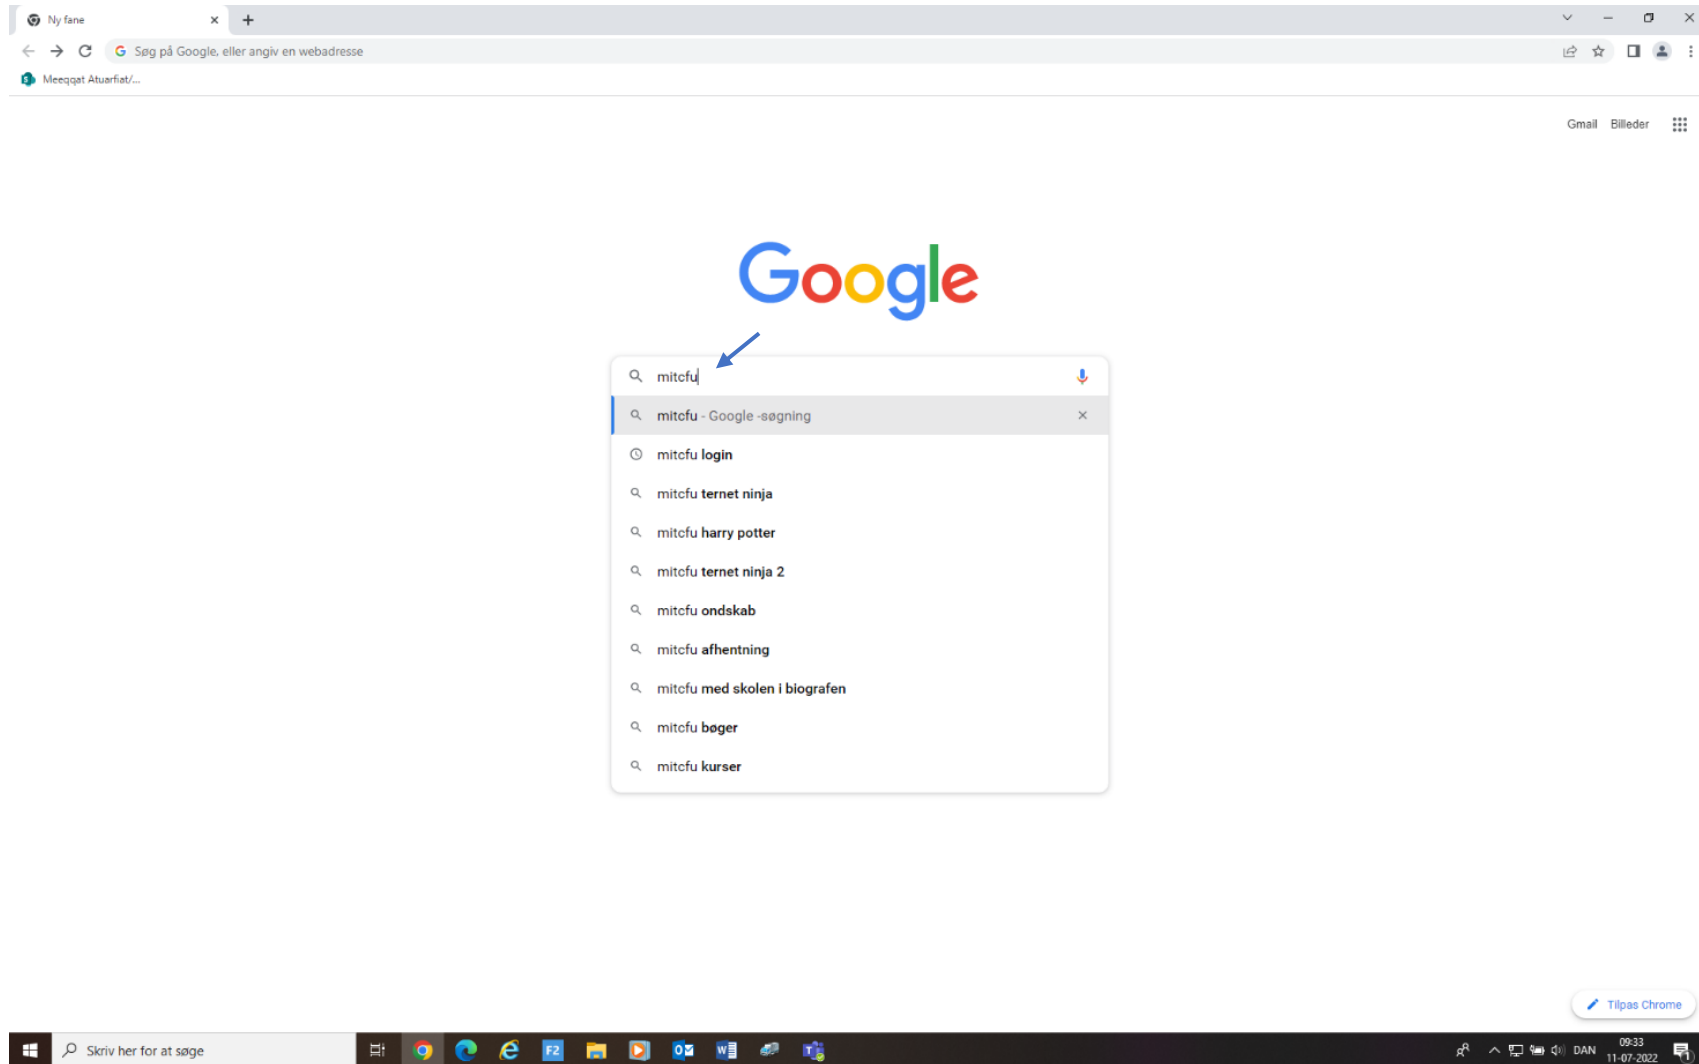 Ny fane
Søg på Google, eller angiv en webadresse
Meeqqat Atuarfiat/...
Gmail Billeder
Google
mitcfu
mitcfu - Google -søgning
mitcfu login
mitcfu ternet ninja
mitcfu harry potter
mitcfu ternet ninja 2
mitcfu ondskab
mitcfu afhentning
mitcfu med skolen i biografen
mitcfu bøger
mitcfu kurser
Tilpas Chrome
Skriv her for at søge
F2
DAN
09:33
11-07-2022